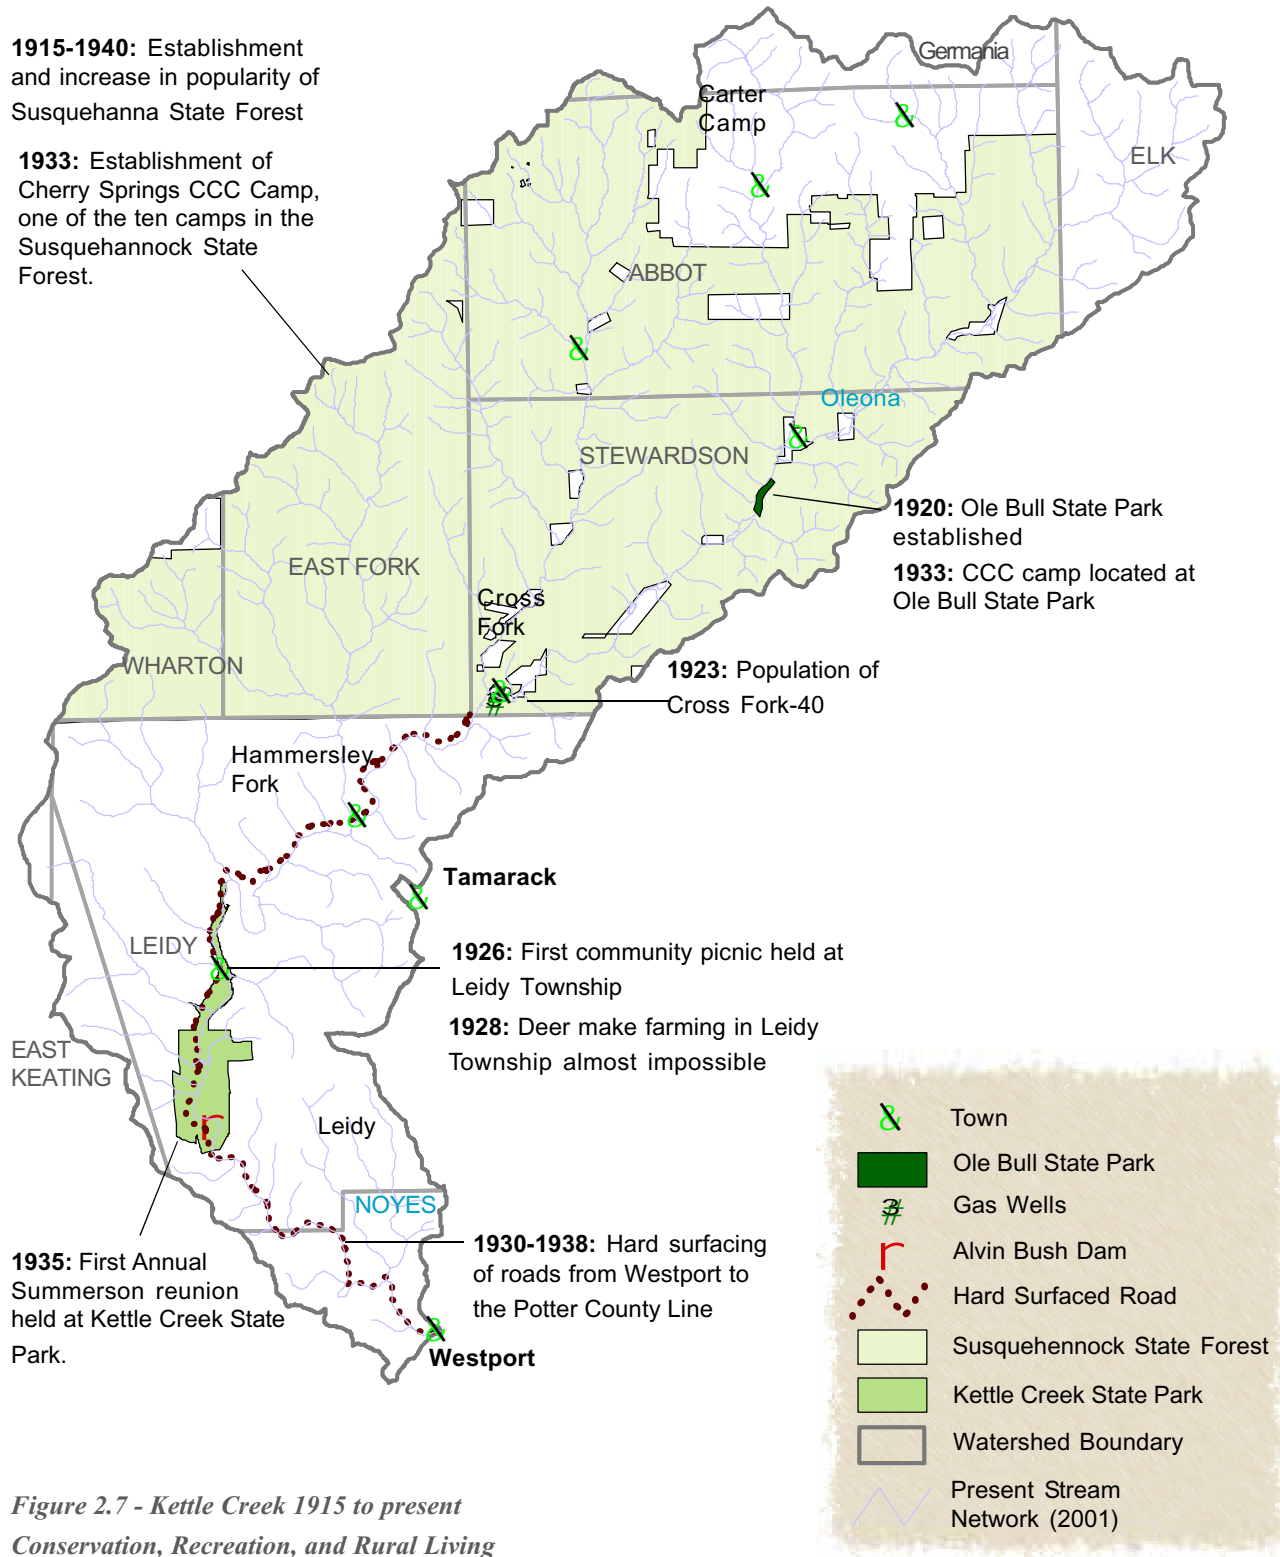 1915-1940: Establishment
and increase in popularity of
Susquehanna State Forest
1933: Establishment of
Cherry Springs CCC Camp,
one of the ten camps in the
Susquehannock State
Forest.
Germania
Carter
Camp
ELK
ABBOT
Oleona
STEWARDSON
1920: Ole Bull State Park
established
1933: CCC camp located at
Ole Bull State Park
EAST FORK
Cross
Fork
WHARTON
1923: Population of
Cross Fork-40
Hammersley
Fork
Tamarack
LEIDY
1926: First community picnic held at
Leidy Township
1928: Deer make farming in Leidy
Township almost impossible
EAST
KEATING
Leidy
NOYES
1935: First Annual
Summerson reunion
held at Kettle Creek State
Park.
1930-1938: Hard surfacing
of roads from Westport to
the Potter County Line
Westport
Town
Ole Bull State Park
Gas Wells
Alvin Bush Dam
Hard Surfaced Road
Susquehennock State Forest
Kettle Creek State Park
Watershed Boundary
Present Stream
Network (2001)
Figure 2.7 - Kettle Creek 1915 to present
Conservation, Recreation, and Rural Living